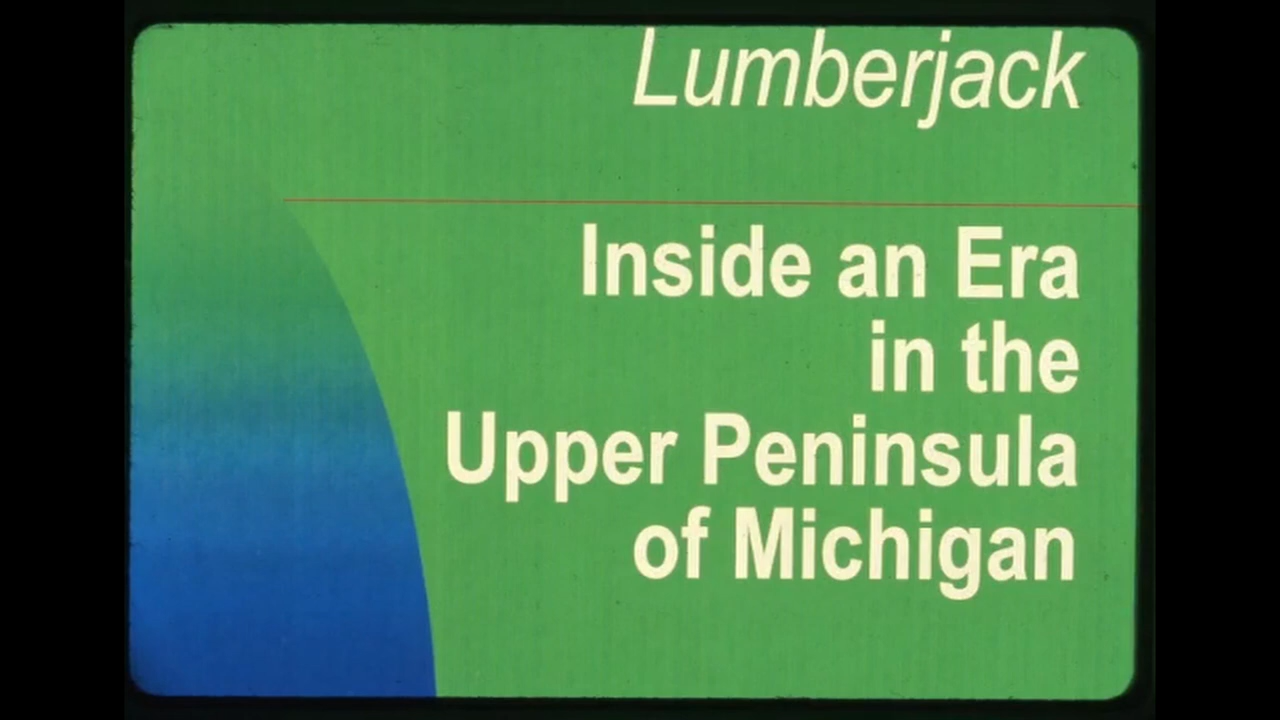 Lumberjack
Inside an Era
in the
Upper Peninsula
of Michigan